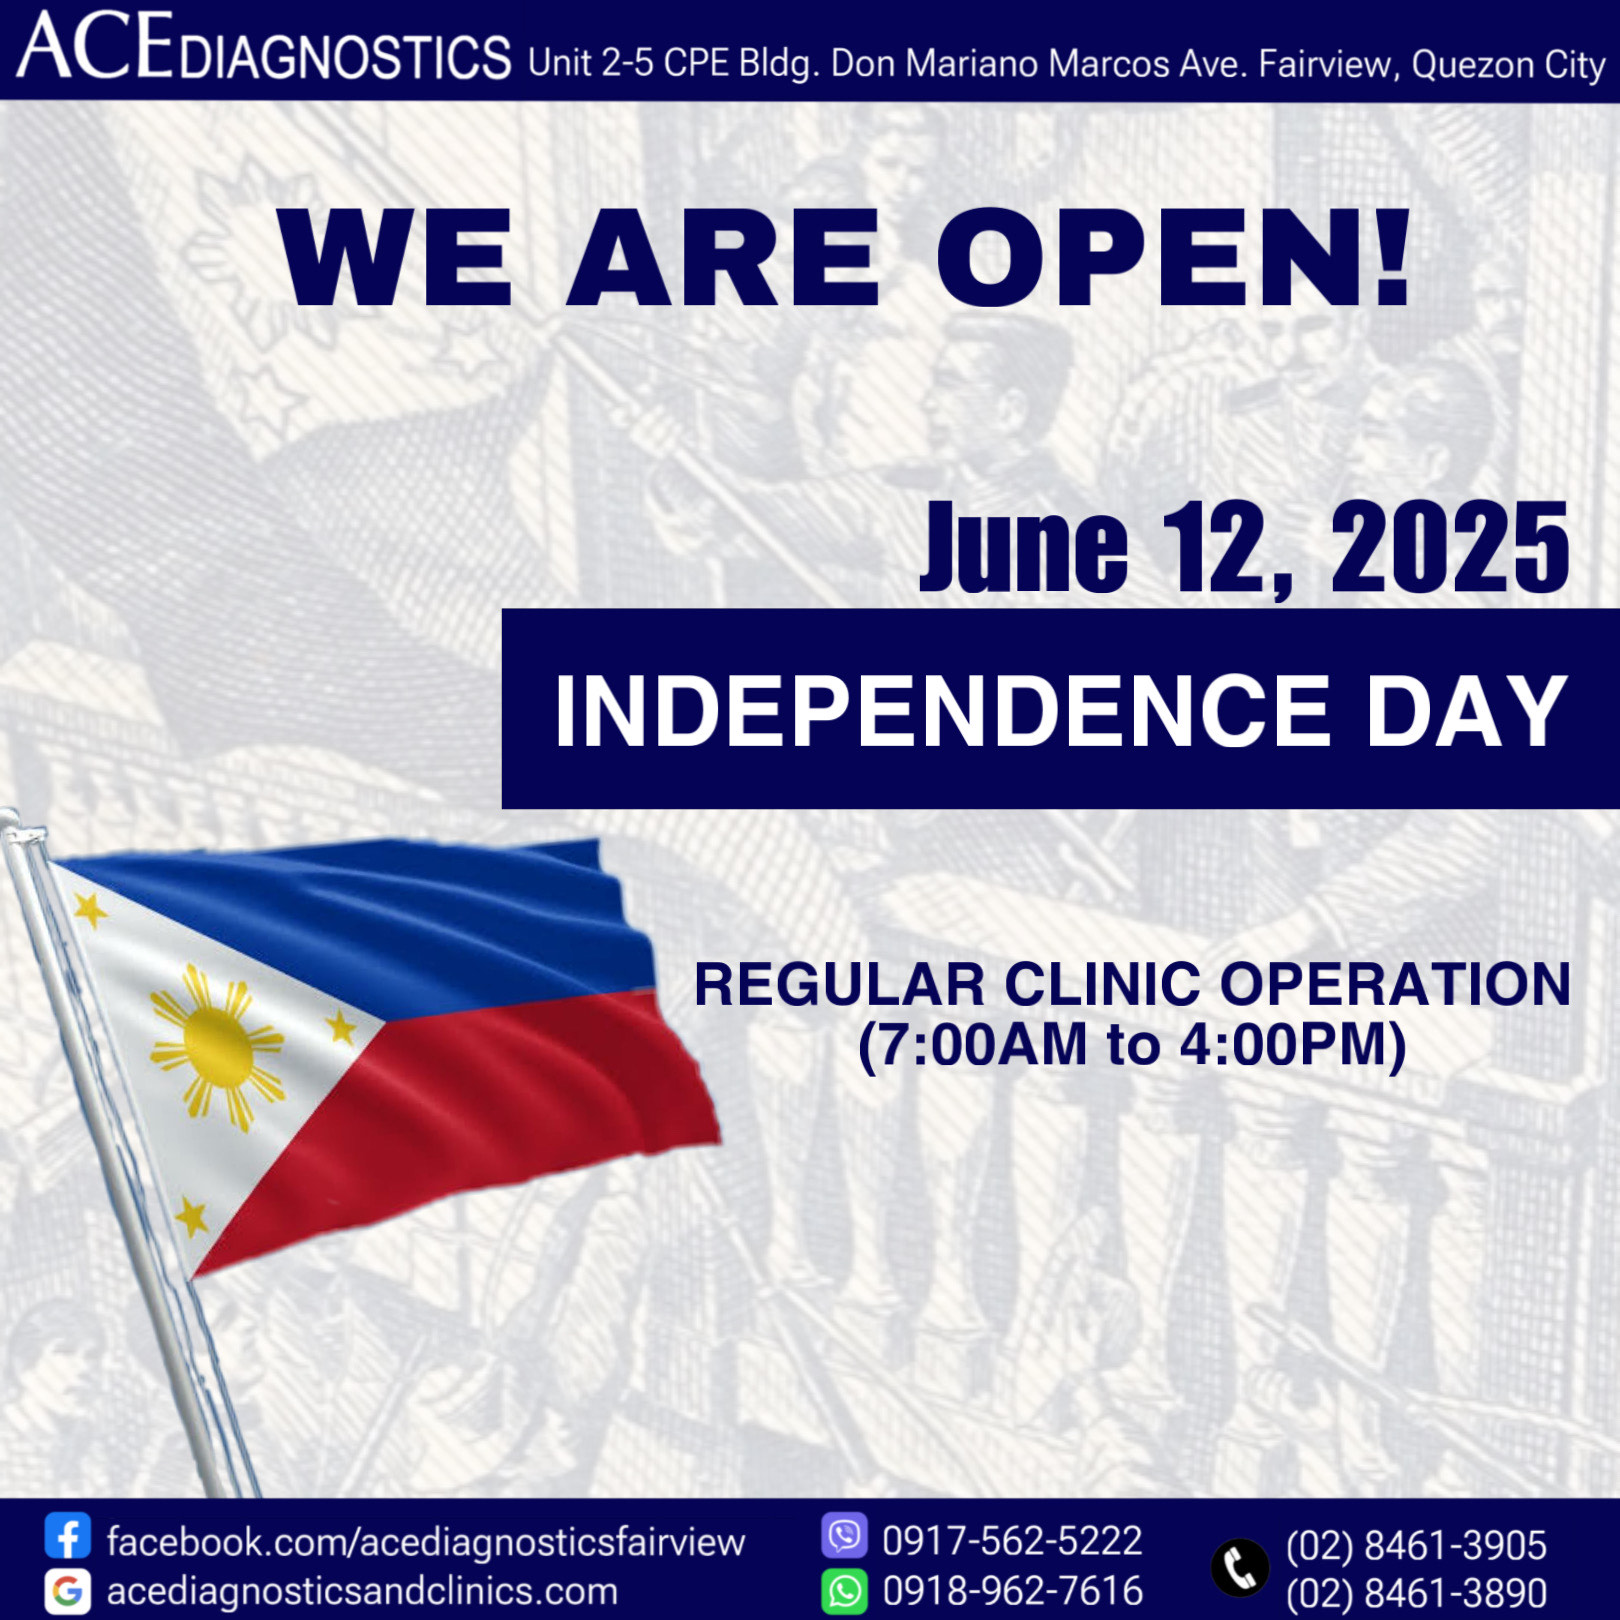 ACE DIAGNOSTICS Unit 2-5 CPE Bldg. Don Mariano Marcos Ave. Fairview, Quezon City
WE ARE OPEN!
June 12, 2025
INDEPENDENCE DAY
REGULAR CLINIC OPERATION
(7:00AM to 4:00PM)
facebook.com/acediagnosticsfairview
acediagnosticsandclinics.com
0917-562-5222
0918-962-7616
(02) 8461-3905
(02) 8461-3890